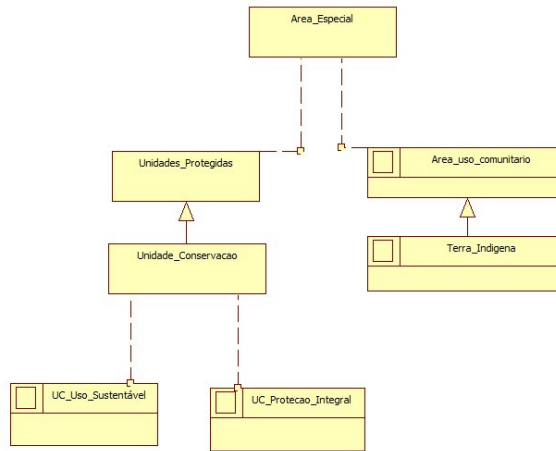 Area_Especial
Unidades_Protegidas
Area_uso_comunitario
Unidade_Conservacao
Terra_Indigena
UC_Uso_Sustentável
UC_Protecao_Integral